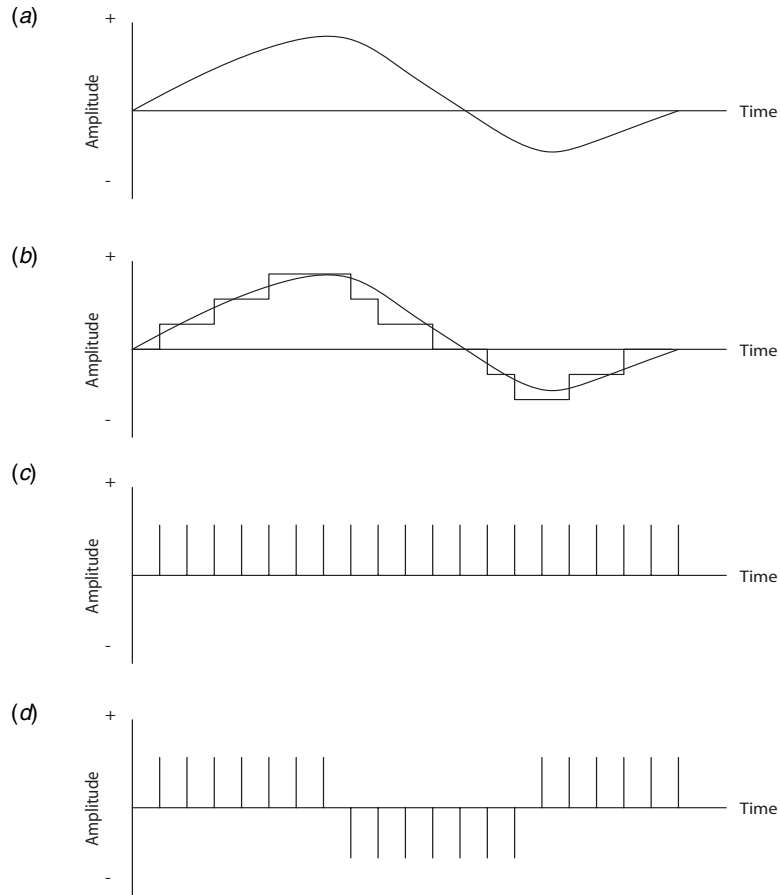 (a)
+
Amplitude
Time
-
(b)
+
Amplitude
Time
-
(c)
+
Amplitude
Time
-
(d)
+
Amplitude
Time
-